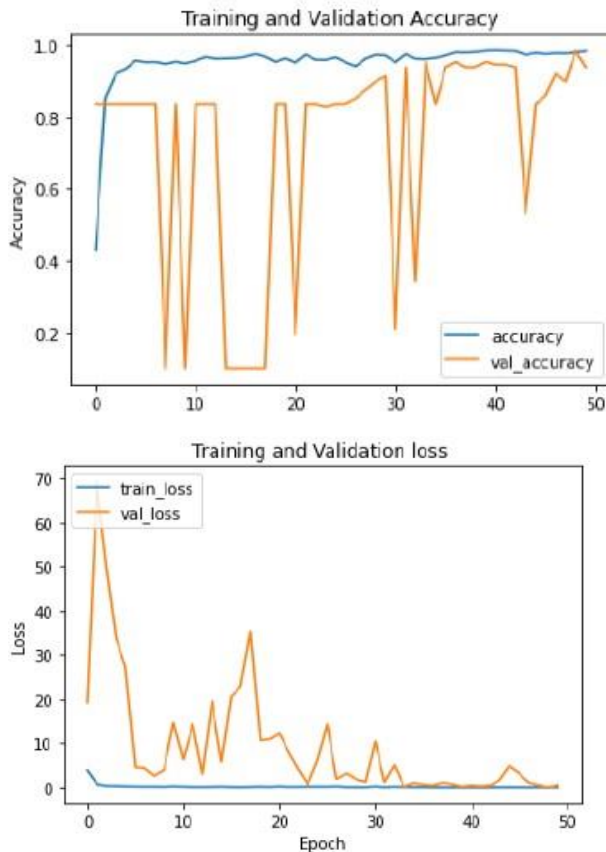 Training and Validation Accuracy
1.0
0.8
0.6
0.4
0.2
Accuracy
accuracy
val_accuracy
0 10 20 30 40 50
Training and Validation loss
70
60
50
40
30
20
10
0
Loss
train_loss
val_loss
0 10 20 30 40 50
Epoch